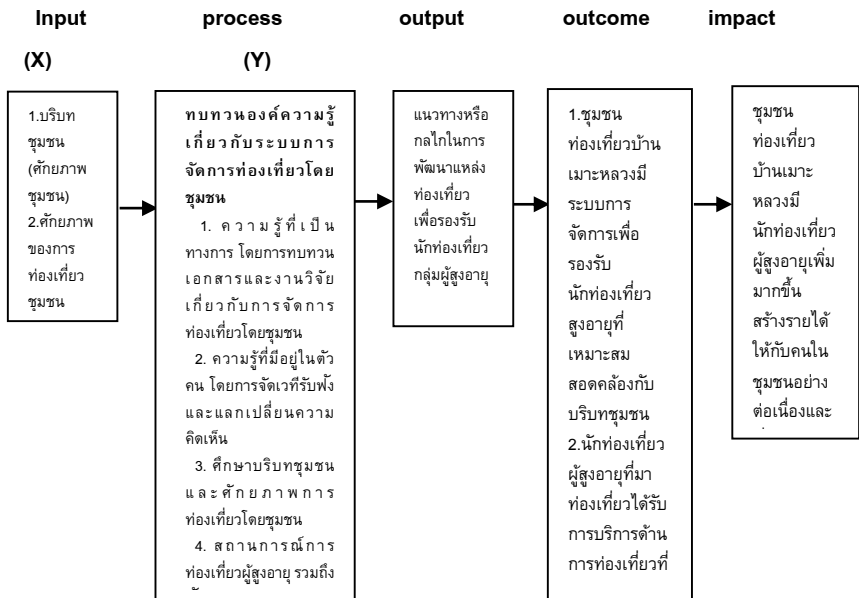 Input process output outcome impact
(X) (Y)
1.บริบท
ชุมชน
(ศักยภาพ
ชุมชน)
2.ศักยภาพ
ของการ
ท่องเที่ยว
ชุมชน
ทบทวนองค์ความรู้
เกี่ยวกับระบบการ
จัดการท่องเที่ยวโดย
ชุมชน
1. ความรู้ที่เป็น
ทางการ โดยการทบทวน
เอกสารและงานวิจัย
เกี่ยวกับการจัดการ
ท่องเที่ยวโดยชุมชน
2. ความรู้ที่มีอยู่ในตัว
คน โดยการจัดเวทีรับฟัง
และแลกเปลี่ยนความ
คิดเห็น
3. ศึกษาบริบทชุมชน
และศักยภาพการ
ท่องเที่ยวโดยชุมชน
4. สถานการณ์การ
ท่องเที่ยวผู้สูงอายุ รวมถึง
แนวทางหรือ
กลไกในการ
พัฒนาแหล่ง
ท่องเที่ยว
เพื่อรองรับ
นักท่องเที่ยว
กลุ่มผู้สูงอายุ
1.ชุมชน
ท่องเที่ยวบ้าน
เมาะหลวงมี
ระบบการ
จัดการเพื่อ
รองรับ
นักท่องเที่ยว
สูงอายุที่
เหมาะสม
สอดคล้องกับ
บริบทชุมชน
2.นักท่องเที่ยว
ผู้สูงอายุที่มา
ท่องเที่ยวได้รับ
การบริการด้าน
การท่องเที่ยวที่
ชุมชน
ท่องเที่ยว
บ้านเมาะ
หลวงมี
นักท่องเที่ยว
ผู้สูงอายุเพิ่ม
มากขึ้น
สร้างรายได้
ให้กับคนใน
ชุมชนอย่าง
ต่อเนื่องและ